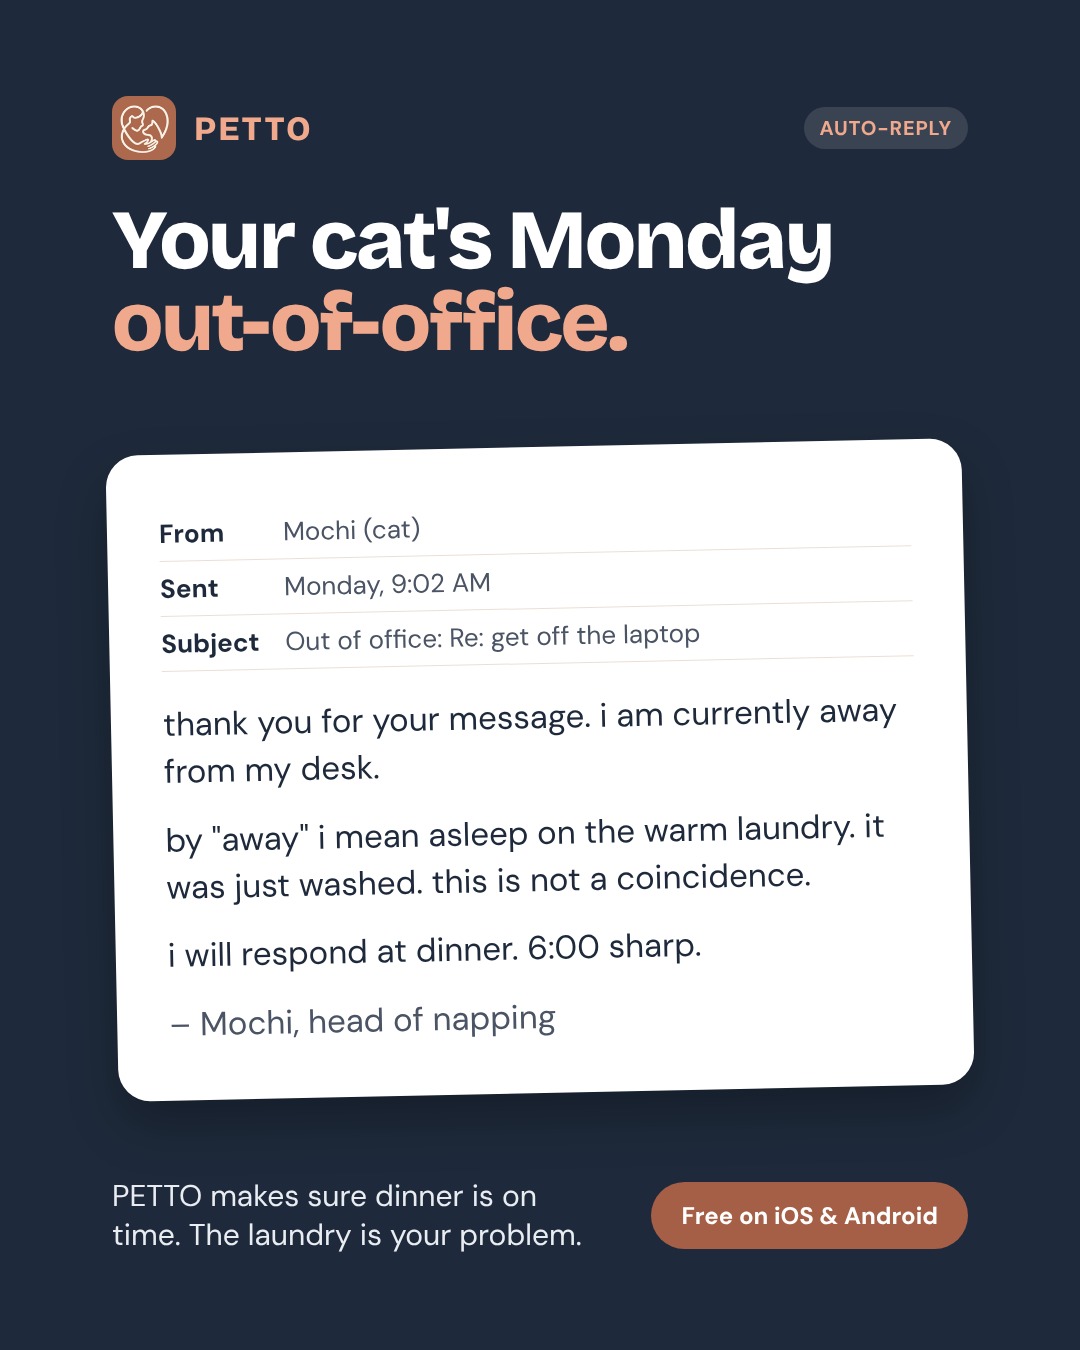 PETTO
AUTO-REPLY
Your cat's Monday
out-of-office.
From Mochi (cat)
Sent Monday, 9:02 AM
Subject Out of office: Re: get off the laptop
thank you for your message. i am currently away
from my desk.
by "away" i mean asleep on the warm laundry. it
was just washed. this is not a coincidence.
i will respond at dinner. 6:00 sharp.
– Mochi, head of napping
PETTO makes sure dinner is on
time. The laundry is your problem.
Free on iOS & Android